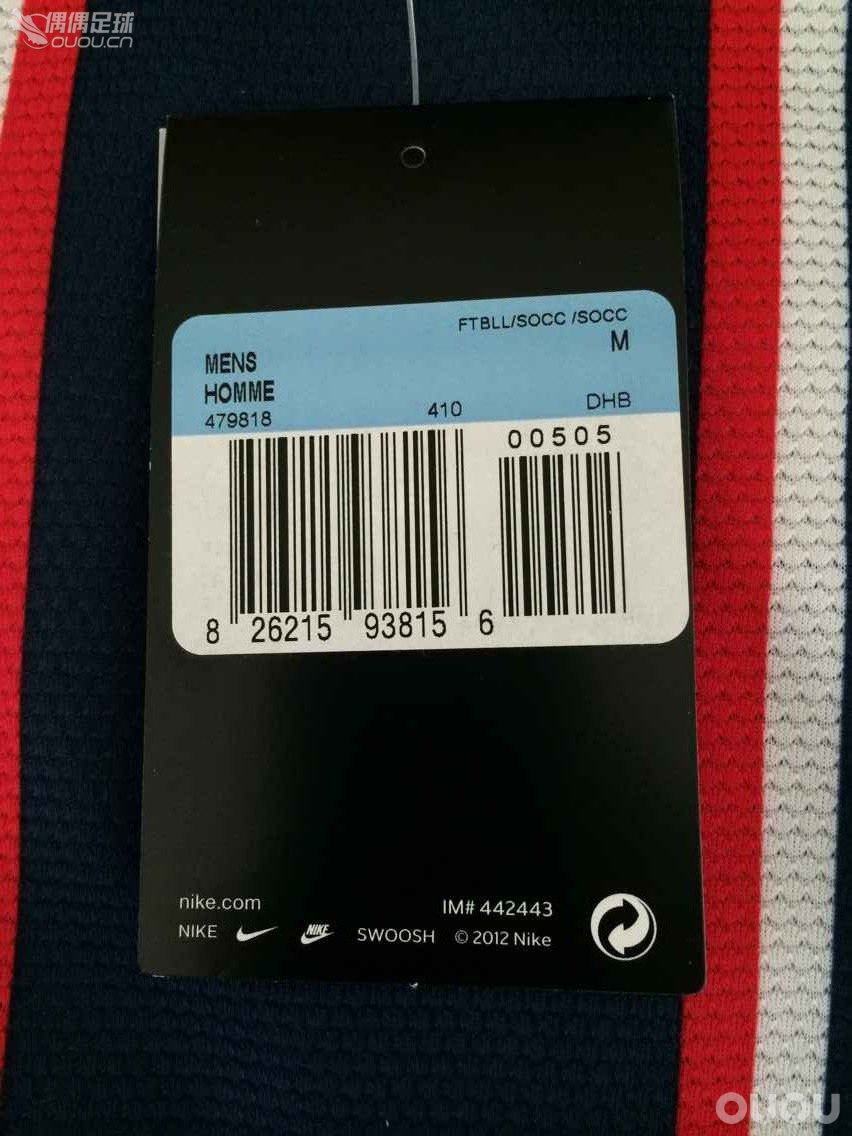 偶偶足球
OUOU.CN
FTBLL/SOCC /SOCC
M
MENS
HOMME
479818 410 DHB
00505
8 26215 93815 6
nike.com
IM# 442443
NIKE NIKE SWOOSH © 2012 Nike
OUOU